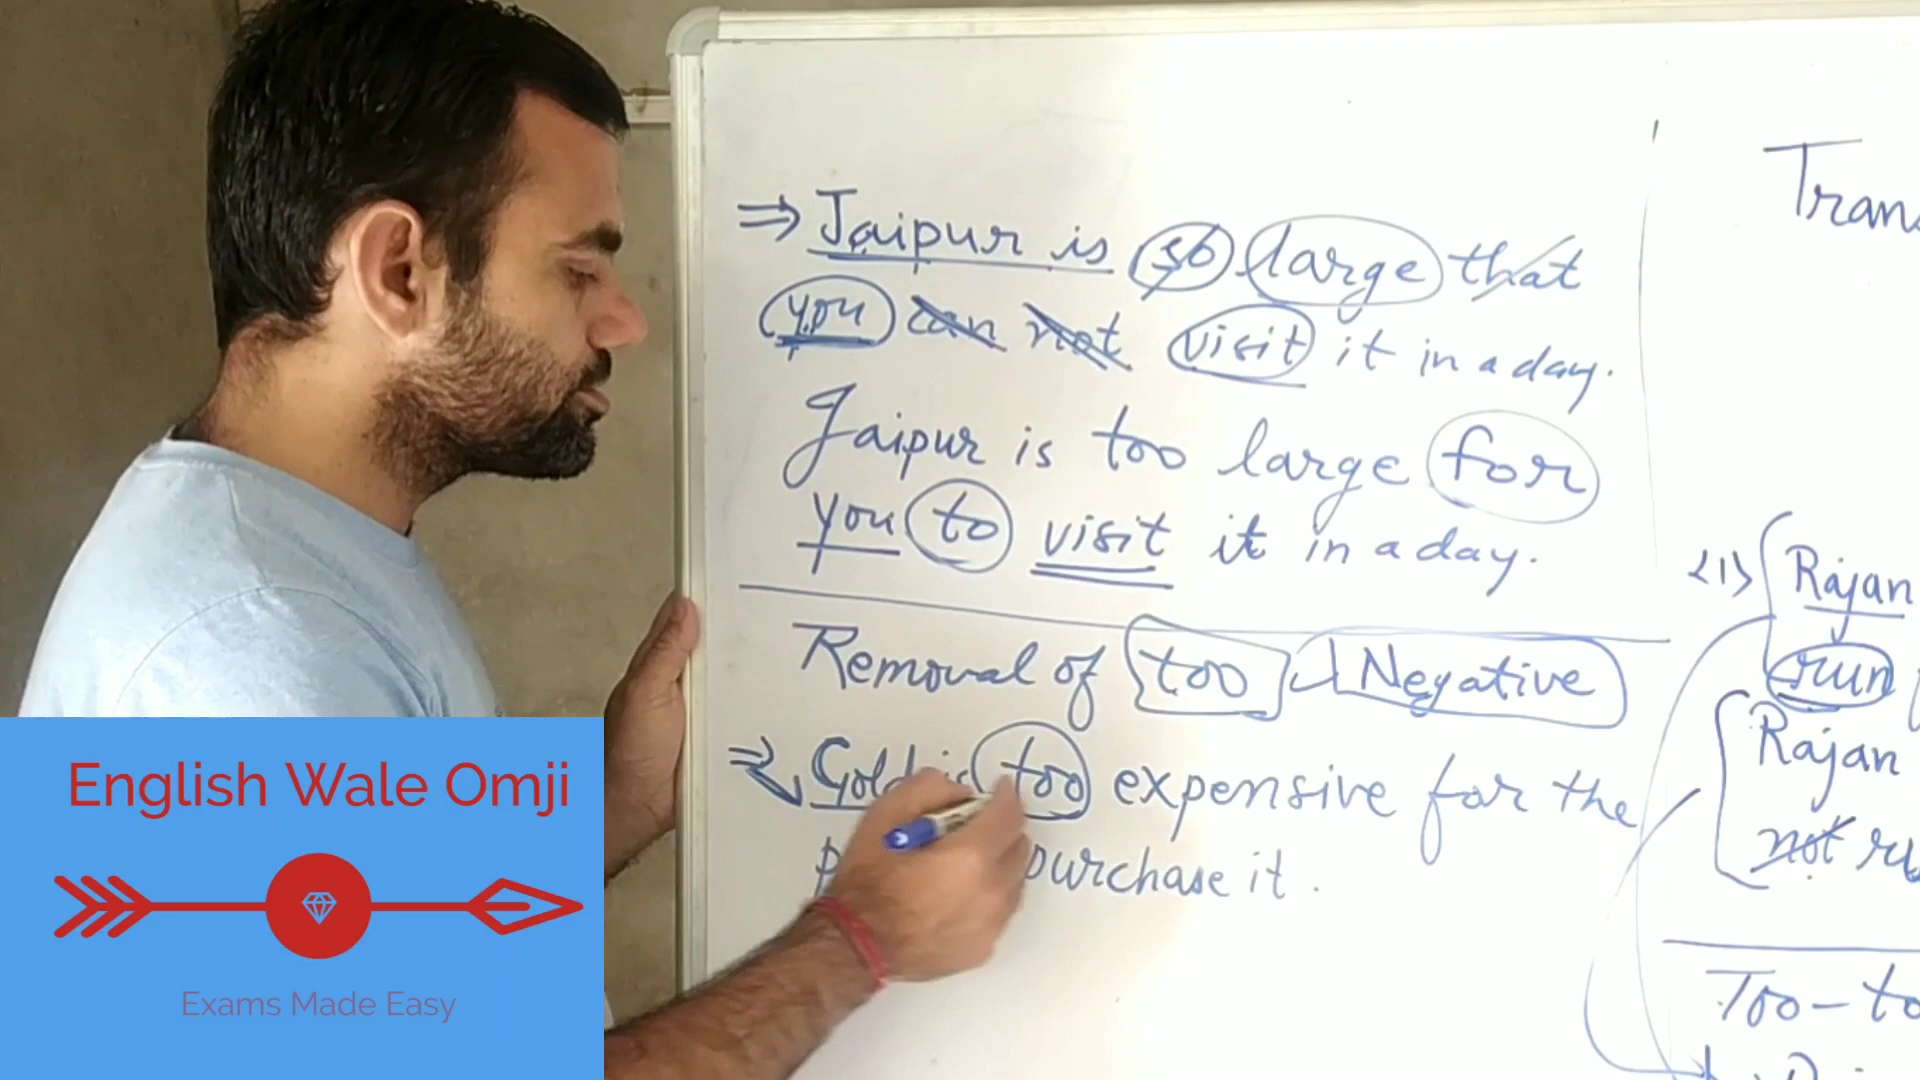 ⇒ Jaipur is so large that
you can not visit it in a day.
Jaipur is too large for
you to visit it in a day.
Removal of too / Negative
⇒ Gold is too expensive for the
purchase it.
Tran
(1) Rajan
run
Rajan
not ru
Too-to
English Wale Omji
Exams Made Easy